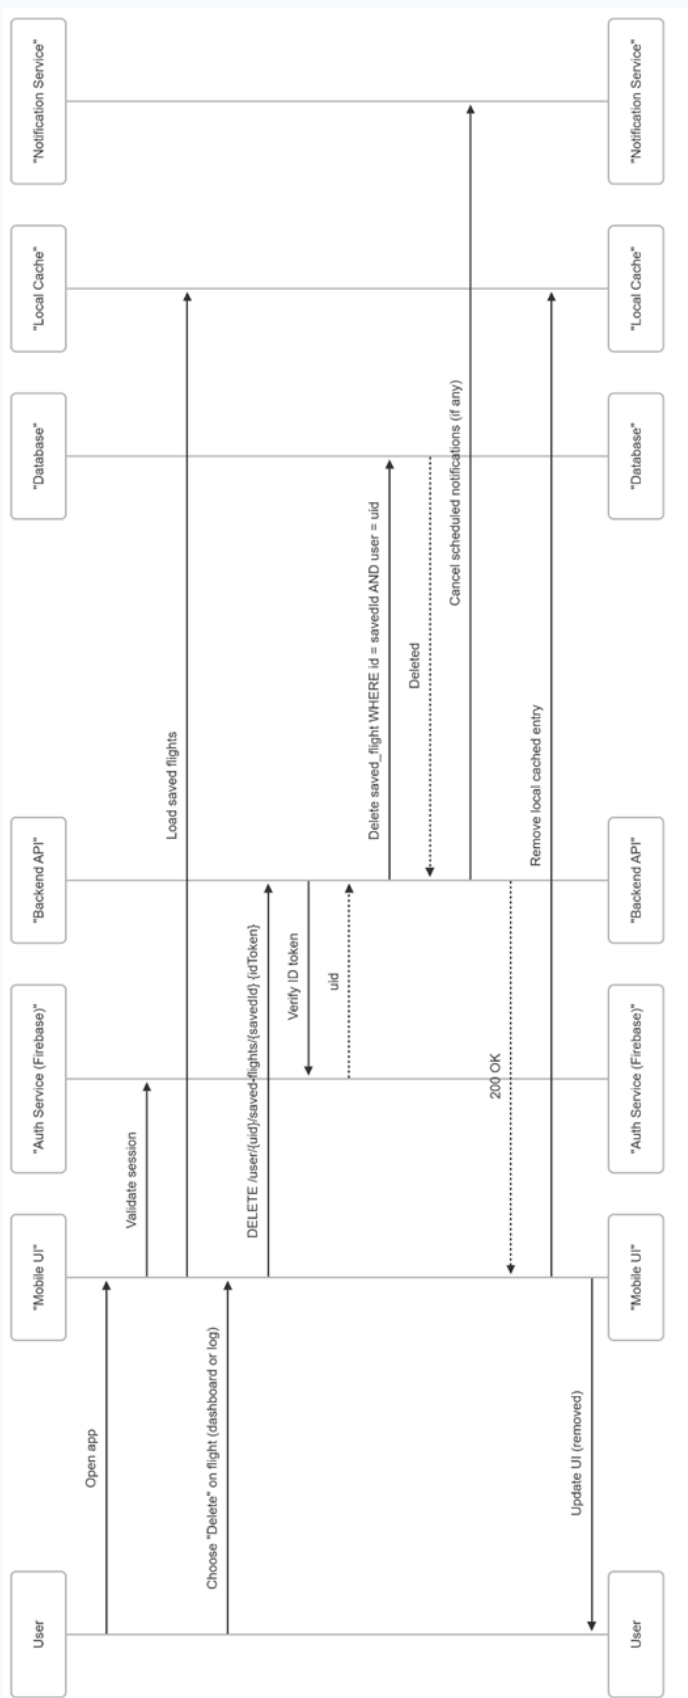 User
"Mobile UI"
"Auth Service (Firebase)"
"Backend API"
"Database"
"Local Cache"
"Notification Service"
Open app
Validate session
Load saved flights
Choose "Delete" on flight (dashboard or log)
DELETE /user/{uid}/saved-flights/{savedId} {idToken}
Verify ID token
uid
Delete saved_flight WHERE id = savedId AND user = uid
Deleted
Cancel scheduled notifications (if any)
200 OK
Remove local cached entry
Update UI (removed)
User
"Mobile UI"
"Auth Service (Firebase)"
"Backend API"
"Database"
"Local Cache"
"Notification Service"